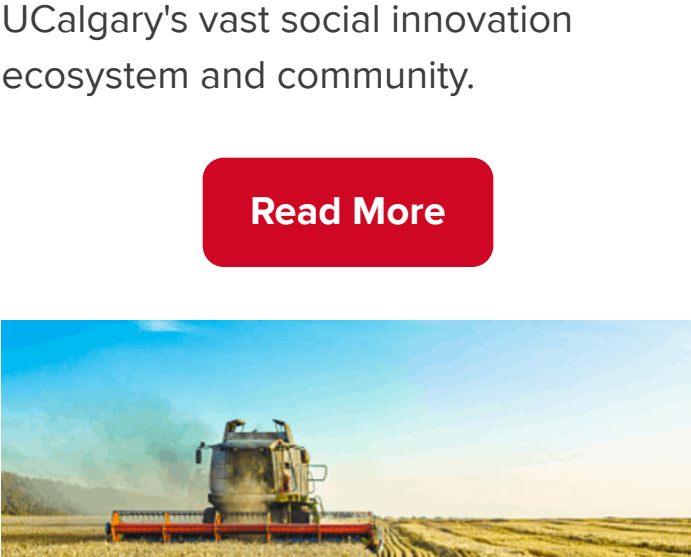 UCalgary's vast social innovation
ecosystem and community.
Read More